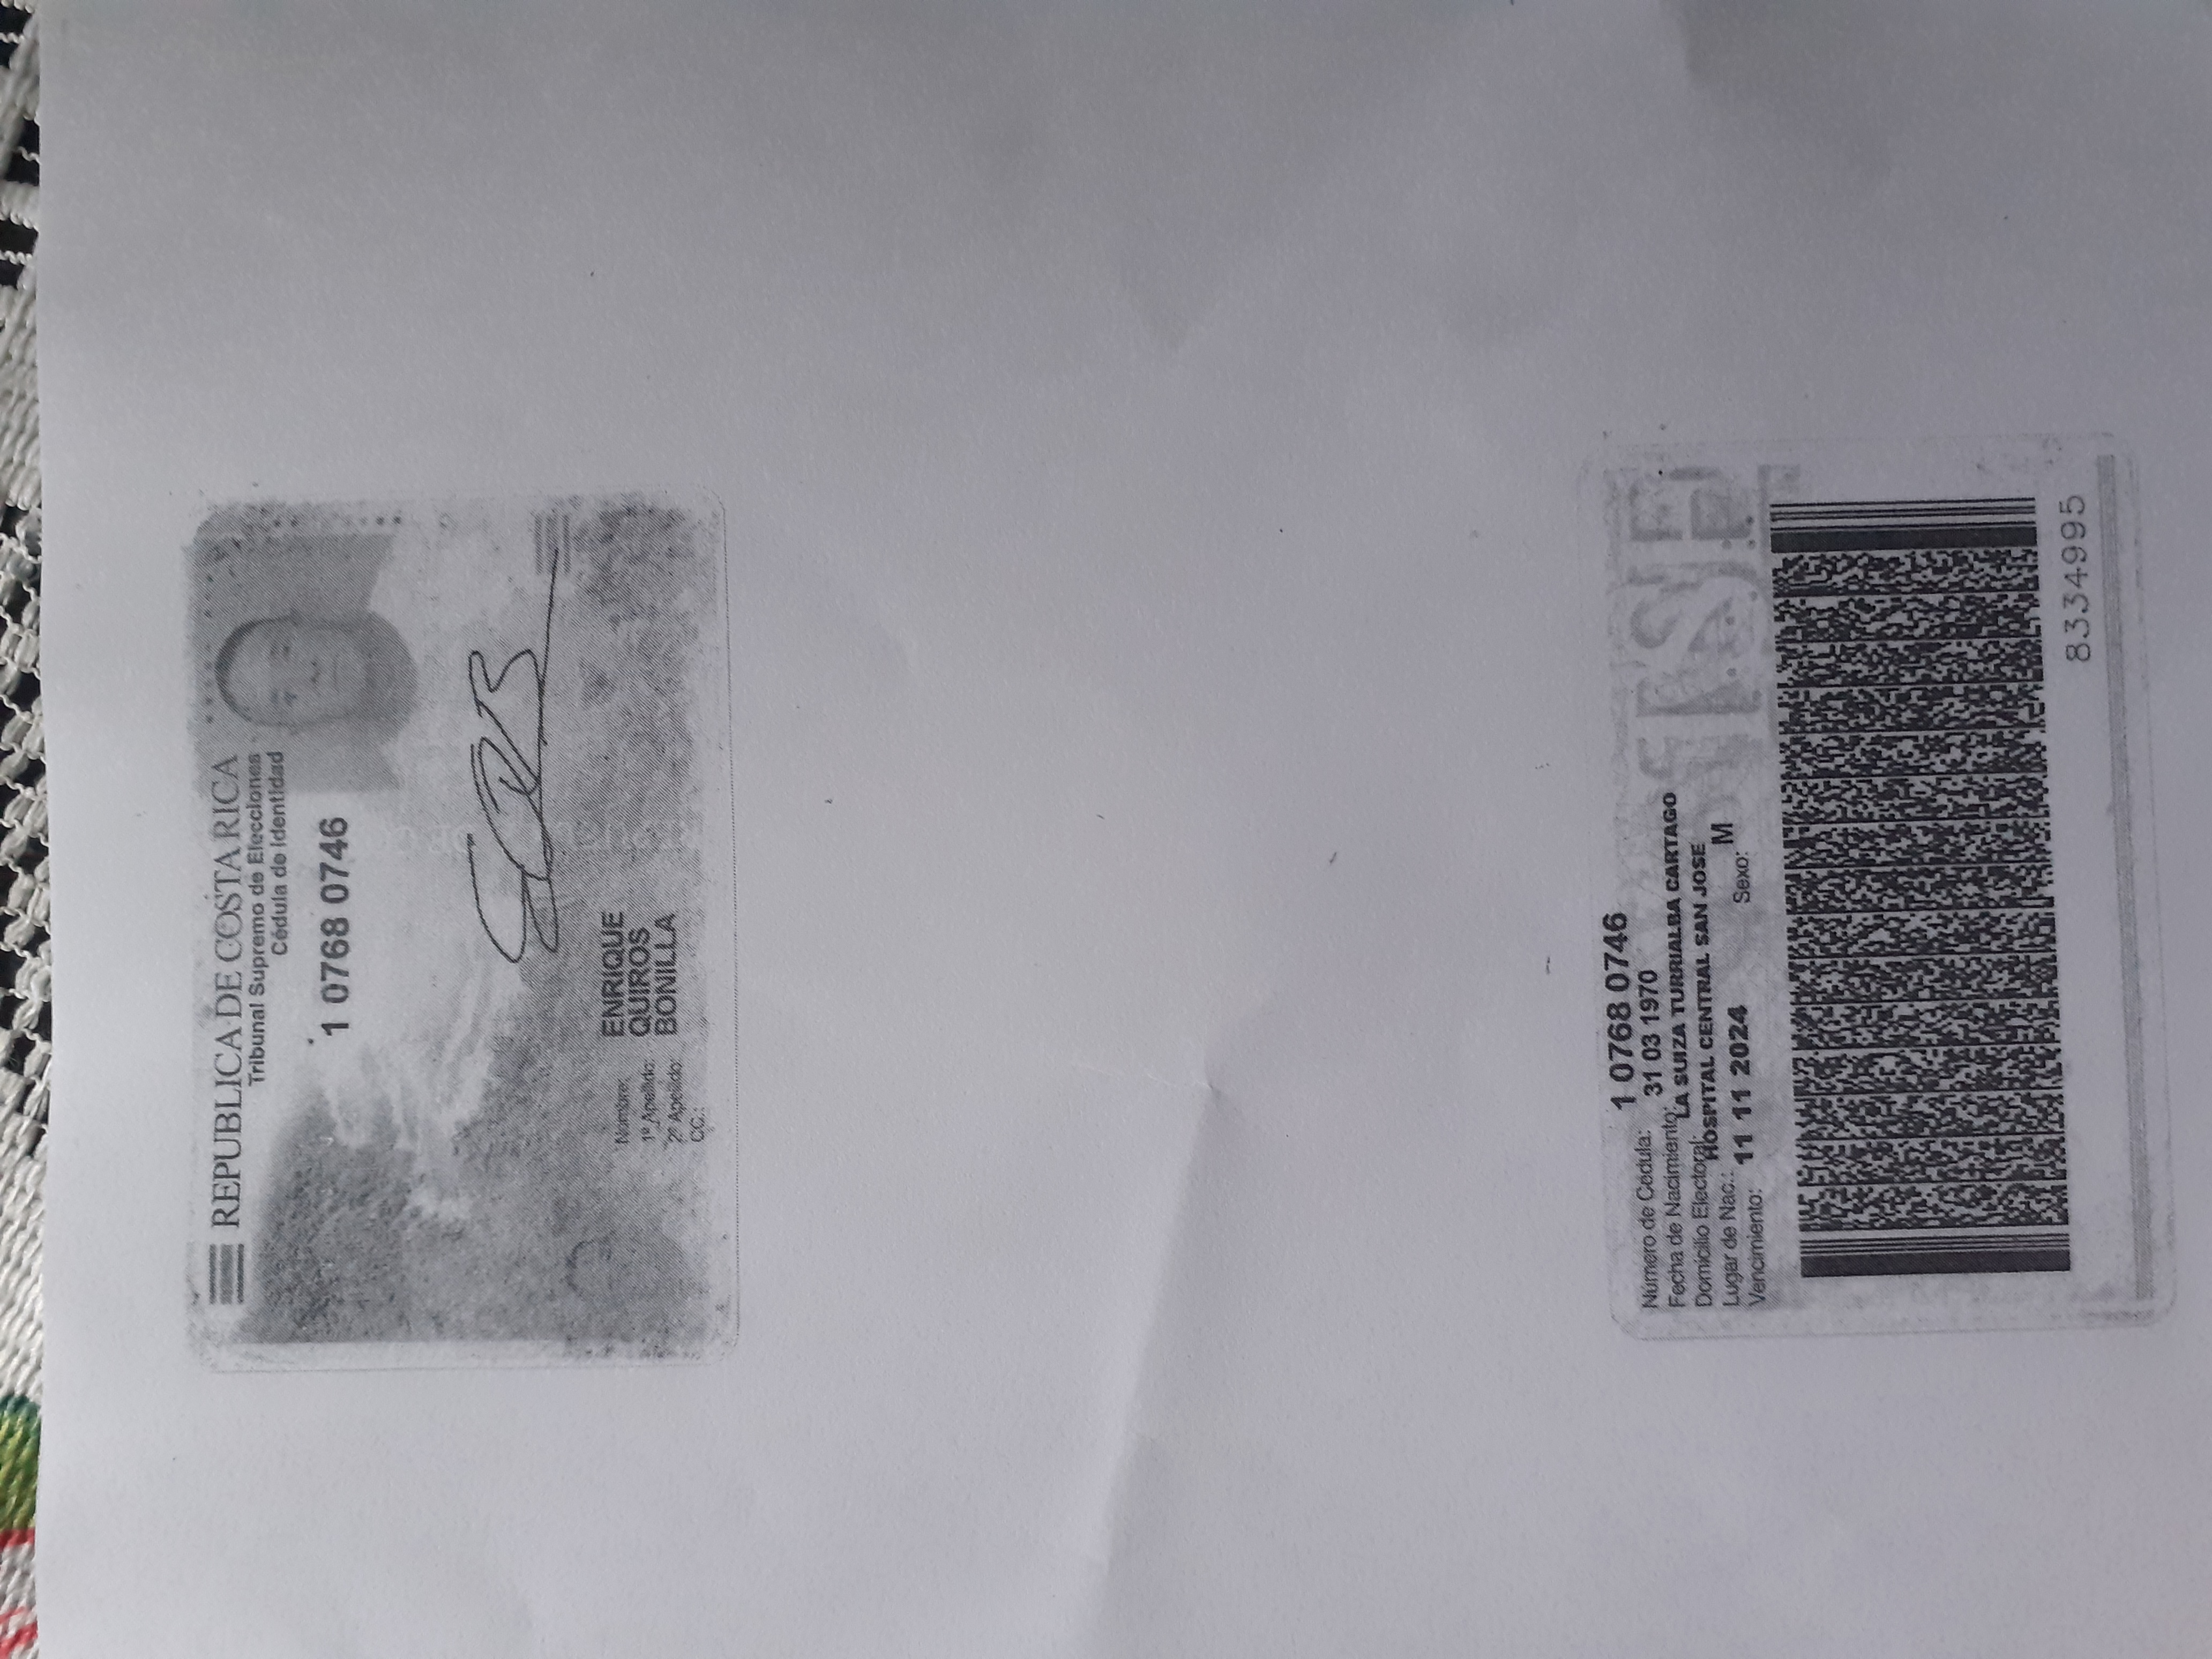 REPUBLICA DE COSTA RICA
Tribunal Supremo de Elecciones
Cédula de Identidad
1 0768 0746
Nombre: ENRIQUE
1º Apellido: QUIROS
2º Apellido: BONILLA
CC.:
Número de Cédula: 1 0768 0746
Fecha de Nacimiento: 31 03 1970
Domicilio Electoral: LA SUIZA TURRIALBA CARTAGO
Lugar de Nac.: HOSPITAL CENTRAL SAN JOSE
Vencimiento: 11 11 2024 Sexo: M
TSE
8334995